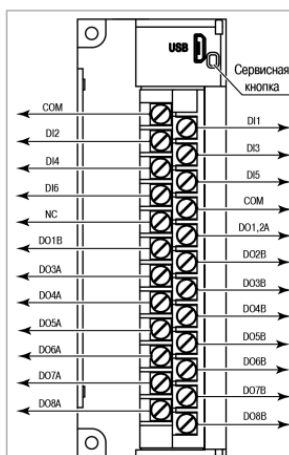 USB
Сервисная
кнопка
COM
DI1
DI2
DI3
DI4
DI5
DI6
COM
NC
DO1,2A
DO1B
DO2B
DO3A
DO3B
DO4A
DO4B
DO5A
DO5B
DO6A
DO6B
DO7A
DO7B
DO8A
DO8B